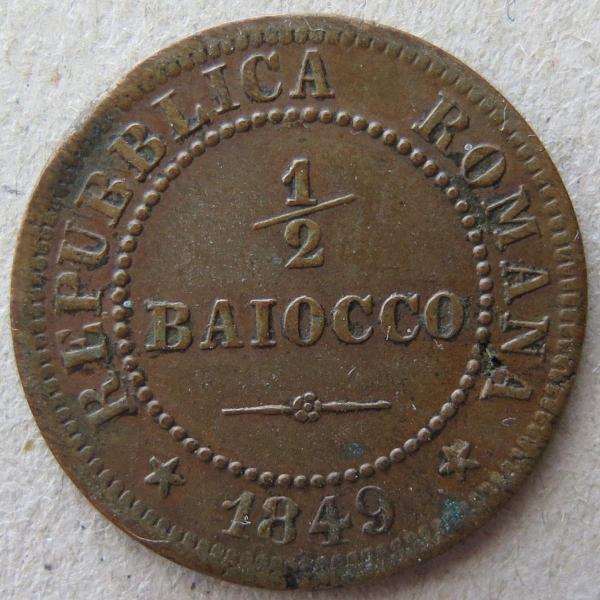 REPUBBLICA ROMANA
1/2
BAIOCCO
1849